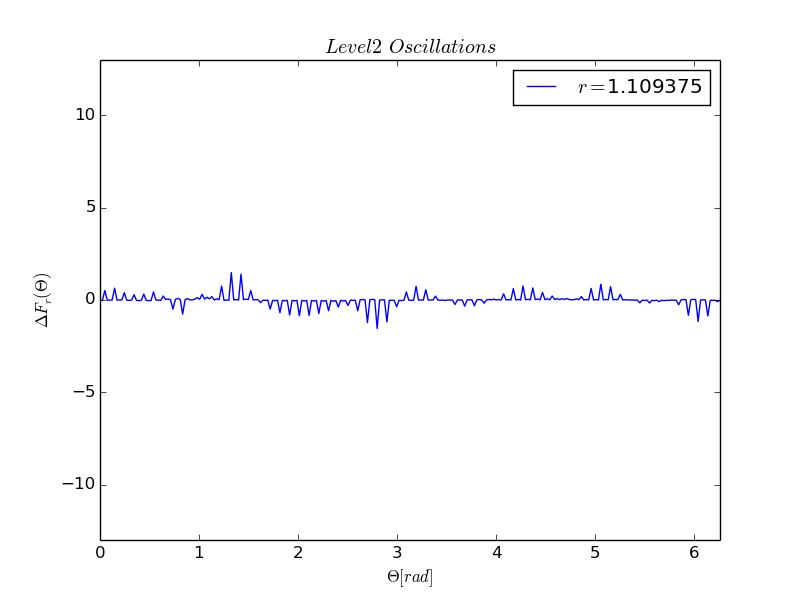 Level2 Oscillations
r=1.109375
10
5
0
−5
−10
ΔF_r(Θ)
0 1 2 3 4 5 6
Θ[rad]